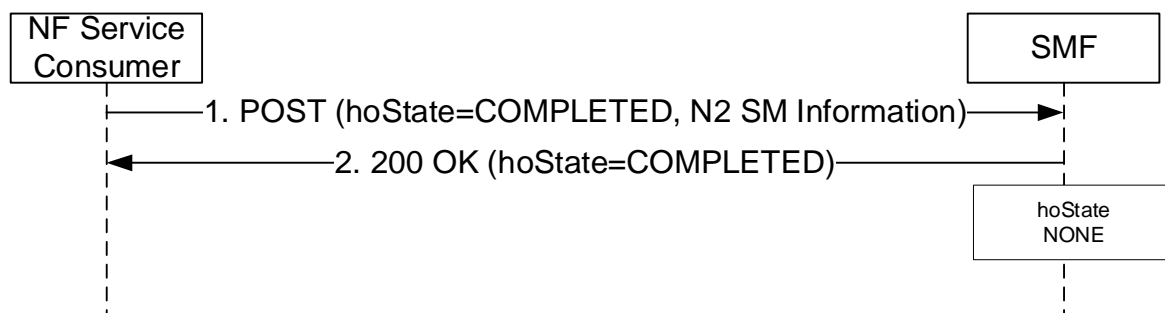 NF Service
Consumer
SMF
1. POST (hoState=COMPLETED, N2 SM Information)
2. 200 OK (hoState=COMPLETED)
hoState
NONE